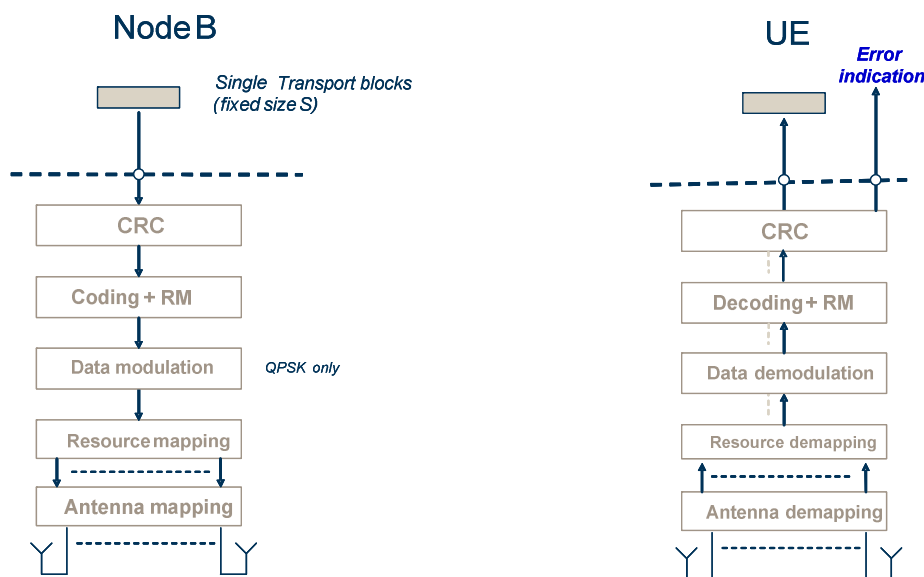 Node B
Single Transport blocks
(fixed size S)
CRC
Coding + RM
Data modulation
QPSK only
Resource mapping
Antenna mapping
UE
Error
indication
CRC
Decoding + RM
Data demodulation
Resource demapping
Antenna demapping